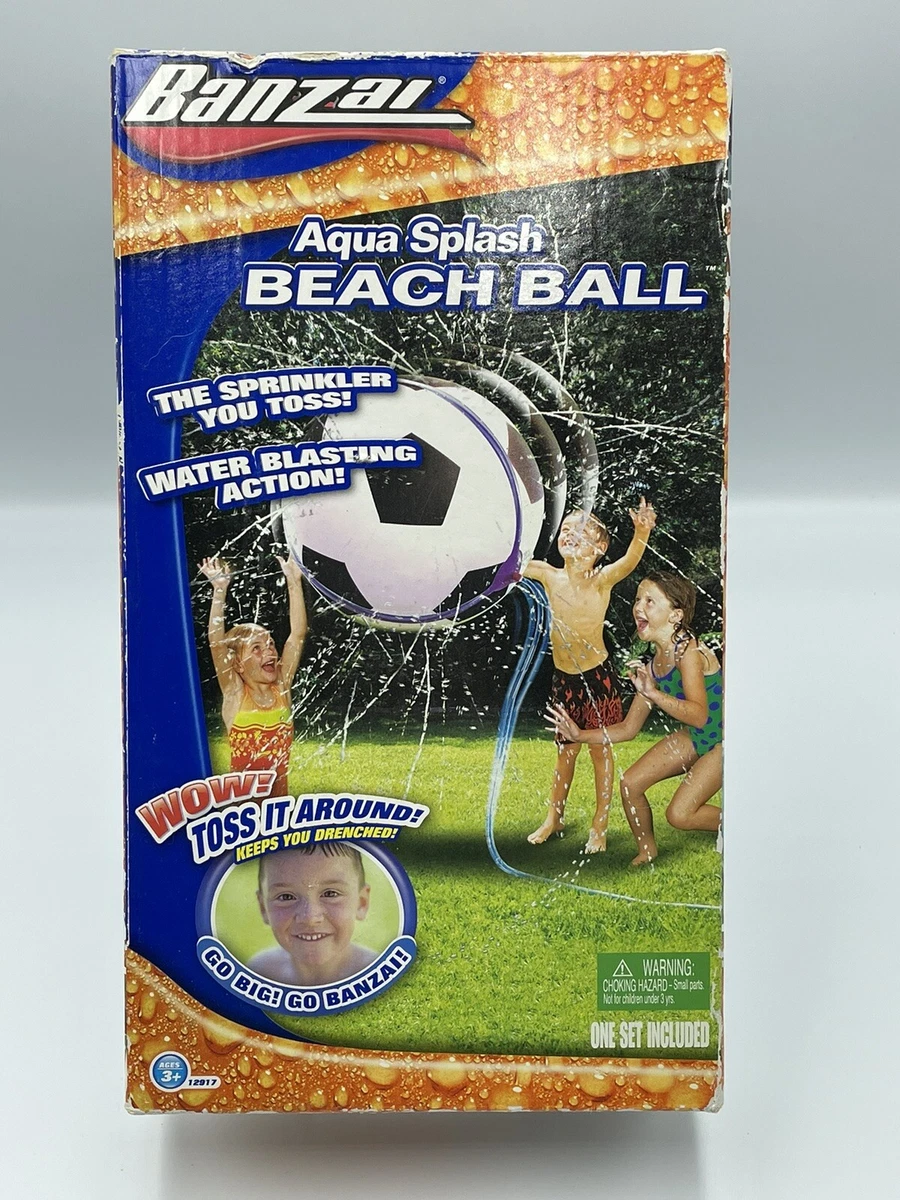 Banzai®
Aqua Splash
BEACH BALL™
THE SPRINKLER
YOU TOSS!
WATER BLASTING
ACTION!
WOW!
TOSS IT AROUND!
KEEPS YOU DRENCHED!
GO BIG! GO BANZAI!
⚠ WARNING:
CHOKING HAZARD - Small parts.
Not for children under 3 yrs.
ONE SET INCLUDED
AGES
3+
12917